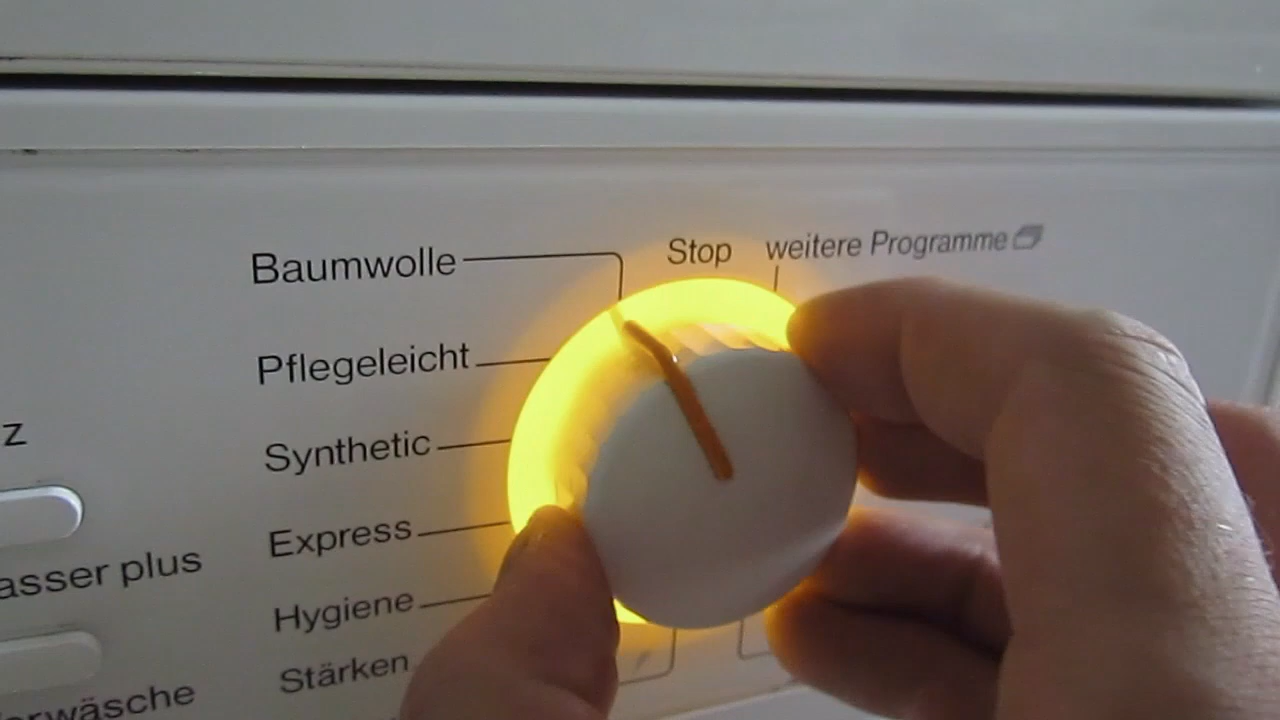 Baumwolle
Stop
weitere Programme
Pflegeleicht
Synthetic
Express
Hygiene
Stärken
z
asser plus
rwäsche